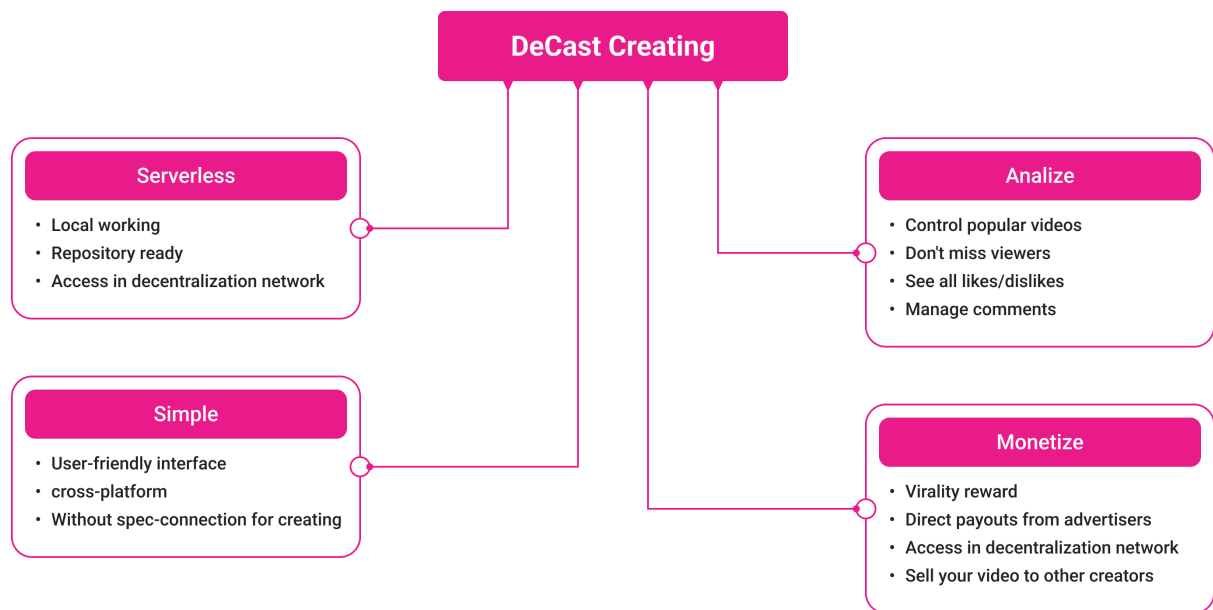 DeCast Creating
Serverless
• Local working
• Repository ready
• Access in decentralization network
Simple
• User-friendly interface
• cross-platform
• Without spec-connection for creating
Analize
• Control popular videos
• Don't miss viewers
• See all likes/dislikes
• Manage comments
Monetize
• Virality reward
• Direct payouts from advertisers
• Access in decentralization network
• Sell your video to other creators